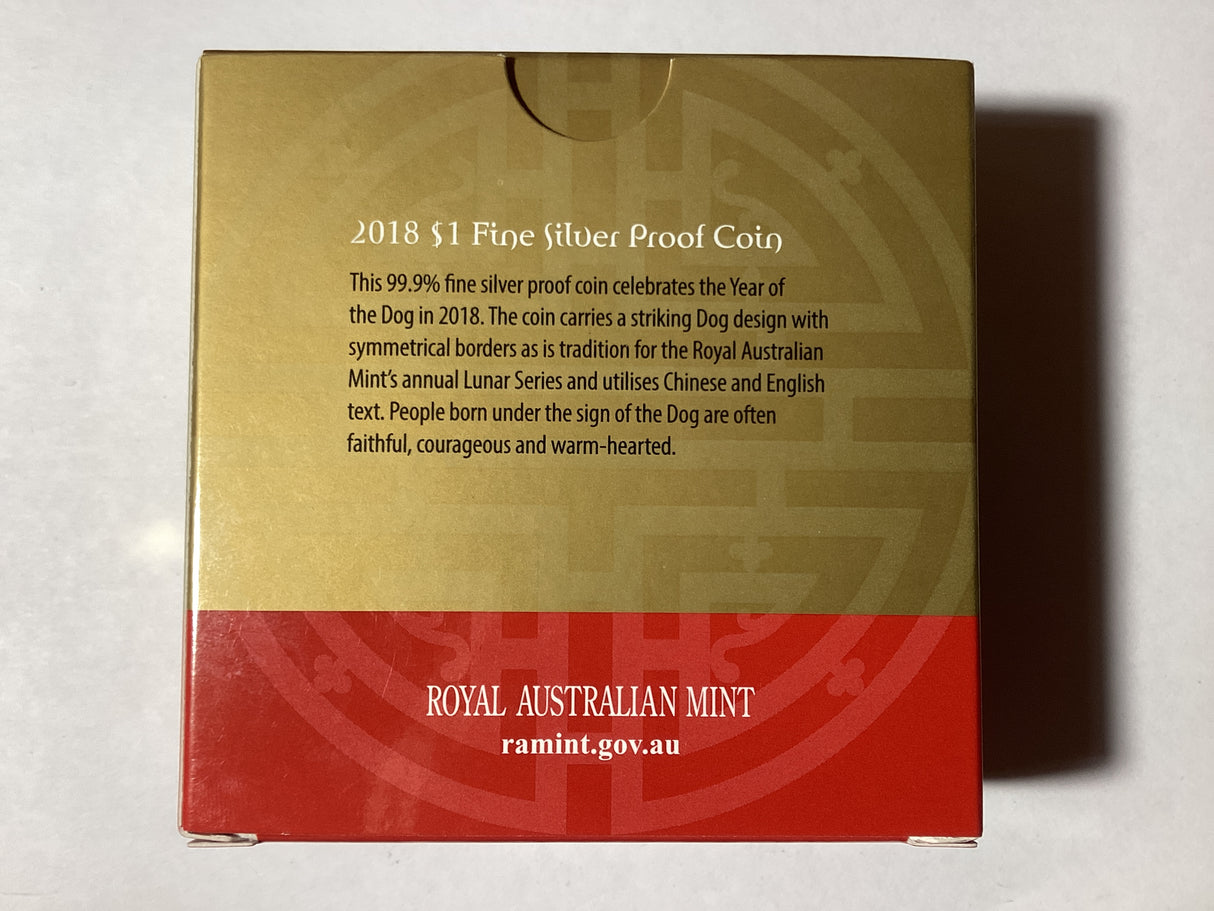 2018 $1 Fine Silver Proof Coin
This 99.9% fine silver proof coin celebrates the Year of
the Dog in 2018. The coin carries a striking Dog design with
symmetrical borders as is tradition for the Royal Australian
Mint’s annual Lunar Series and utilises Chinese and English
text. People born under the sign of the Dog are often
faithful, courageous and warm-hearted.
ROYAL AUSTRALIAN MINT
ramint.gov.au